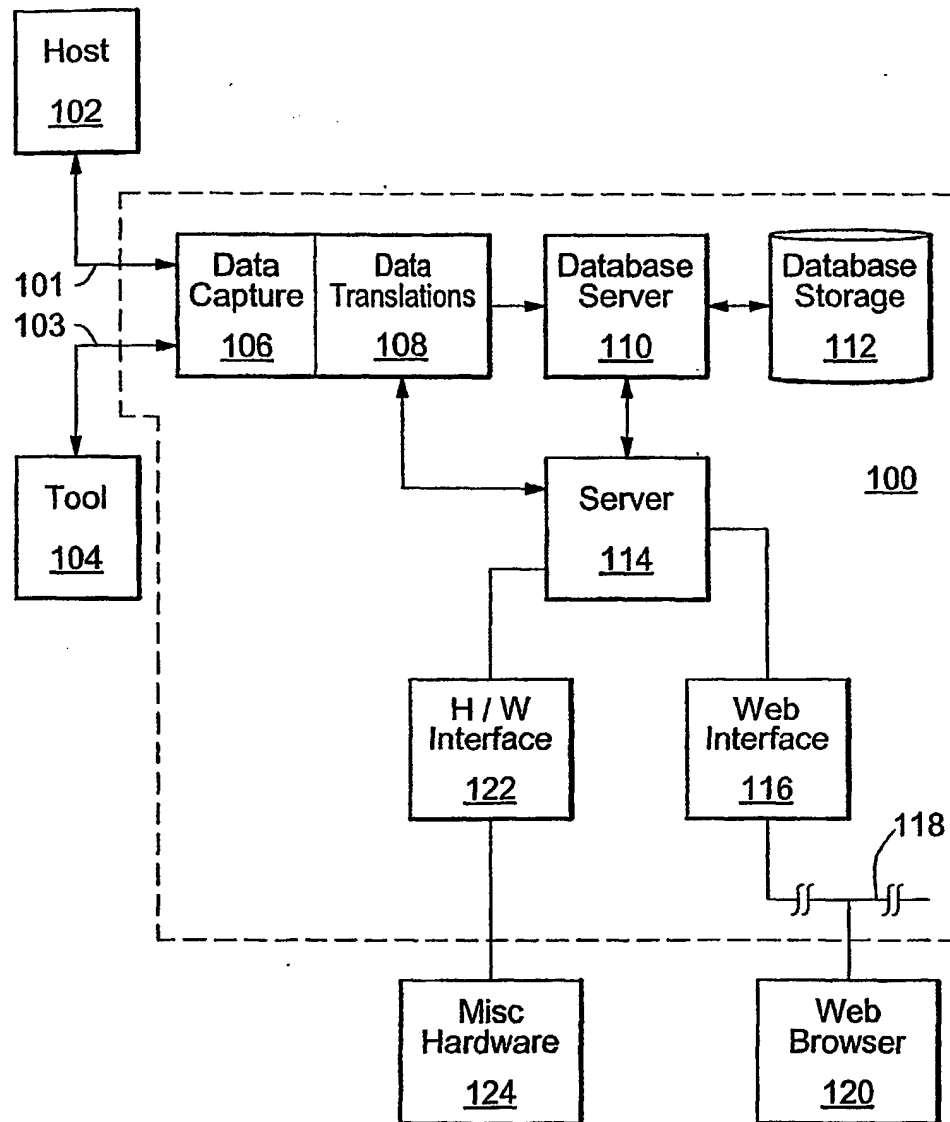 Host
102
101
103
Data
Capture
106
Data
Translations
108
Database
Server
110
Database
Storage
112
Tool
104
Server
114
100
H / W
Interface
122
Web
Interface
116
118
Misc
Hardware
124
Web
Browser
120